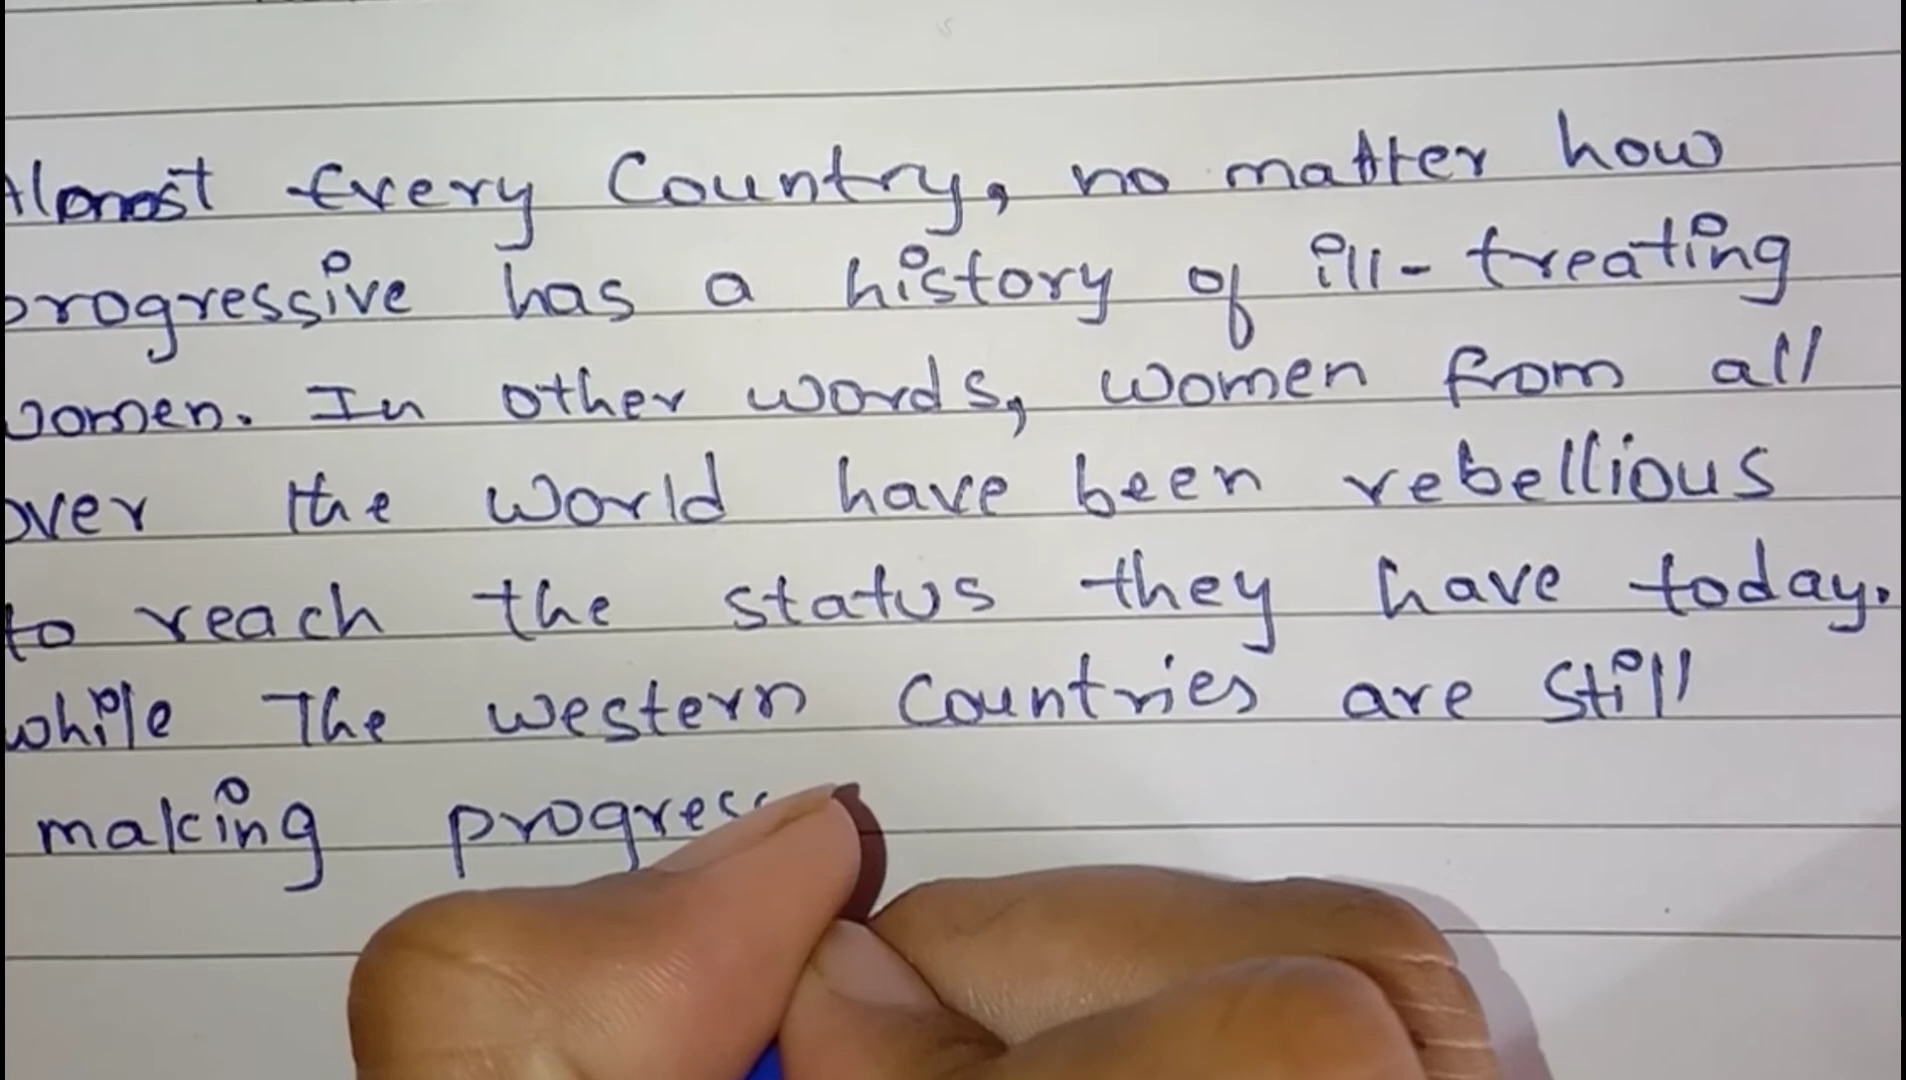 Almost Every Country, no matter how
progressive has a history of ill-treating
women. In other words, women from all
over the world have been rebellious
to reach the status they have today.
while The western Countries are still
making progress